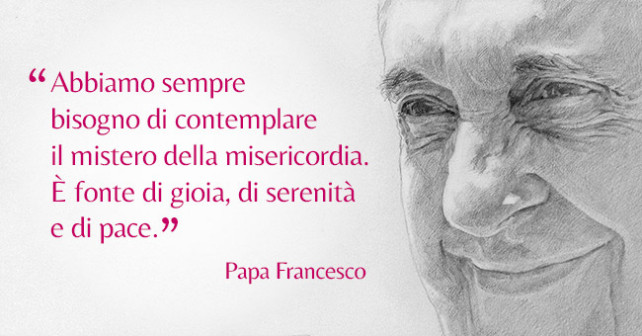 “Abbiamo sempre
bisogno di contemplare
il mistero della misericordia.
È fonte di gioia, di serenità
e di pace.”
Papa Francesco